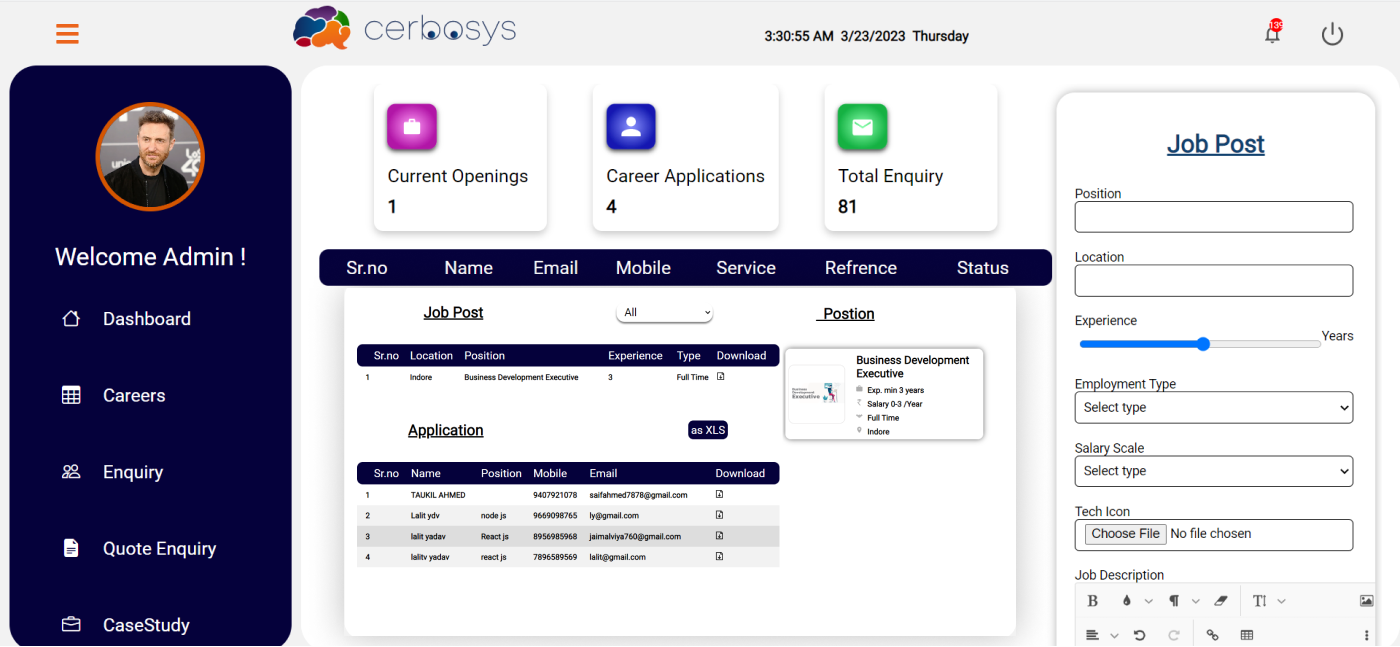 cerbosys
3:30:55 AM 3/23/2023 Thursday
139
Welcome Admin !
Dashboard
Careers
Enquiry
Quote Enquiry
CaseStudy
Current Openings
1
Career Applications
4
Total Enquiry
81
Sr.no Name Email Mobile Service Refrence Status
Job Post All Postion
Sr.no Location Position Experience Type Download
1 Indore Business Development Executive 3 Full Time
Business Development
Executive
Exp. min 3 years
Salary 0-3 /Year
Full Time
Indore
Business
Development
Executive
Application as XLS
Sr.no Name Position Mobile Email Download
1 TAUKIL AHMED 9407921078 saifahmed7878@gmail.com
2 Lalit ydv node js 9669098765 ly@gmail.com
3 lalit yadav React js 8956985968 jaimalviya760@gmail.com
4 lalitv yadav react js 7896589569 lalit@gmail.com
Job Post
Position
Location
Experience
Years
Employment Type
Select type
Salary Scale
Select type
Tech Icon
Choose File No file chosen
Job Description